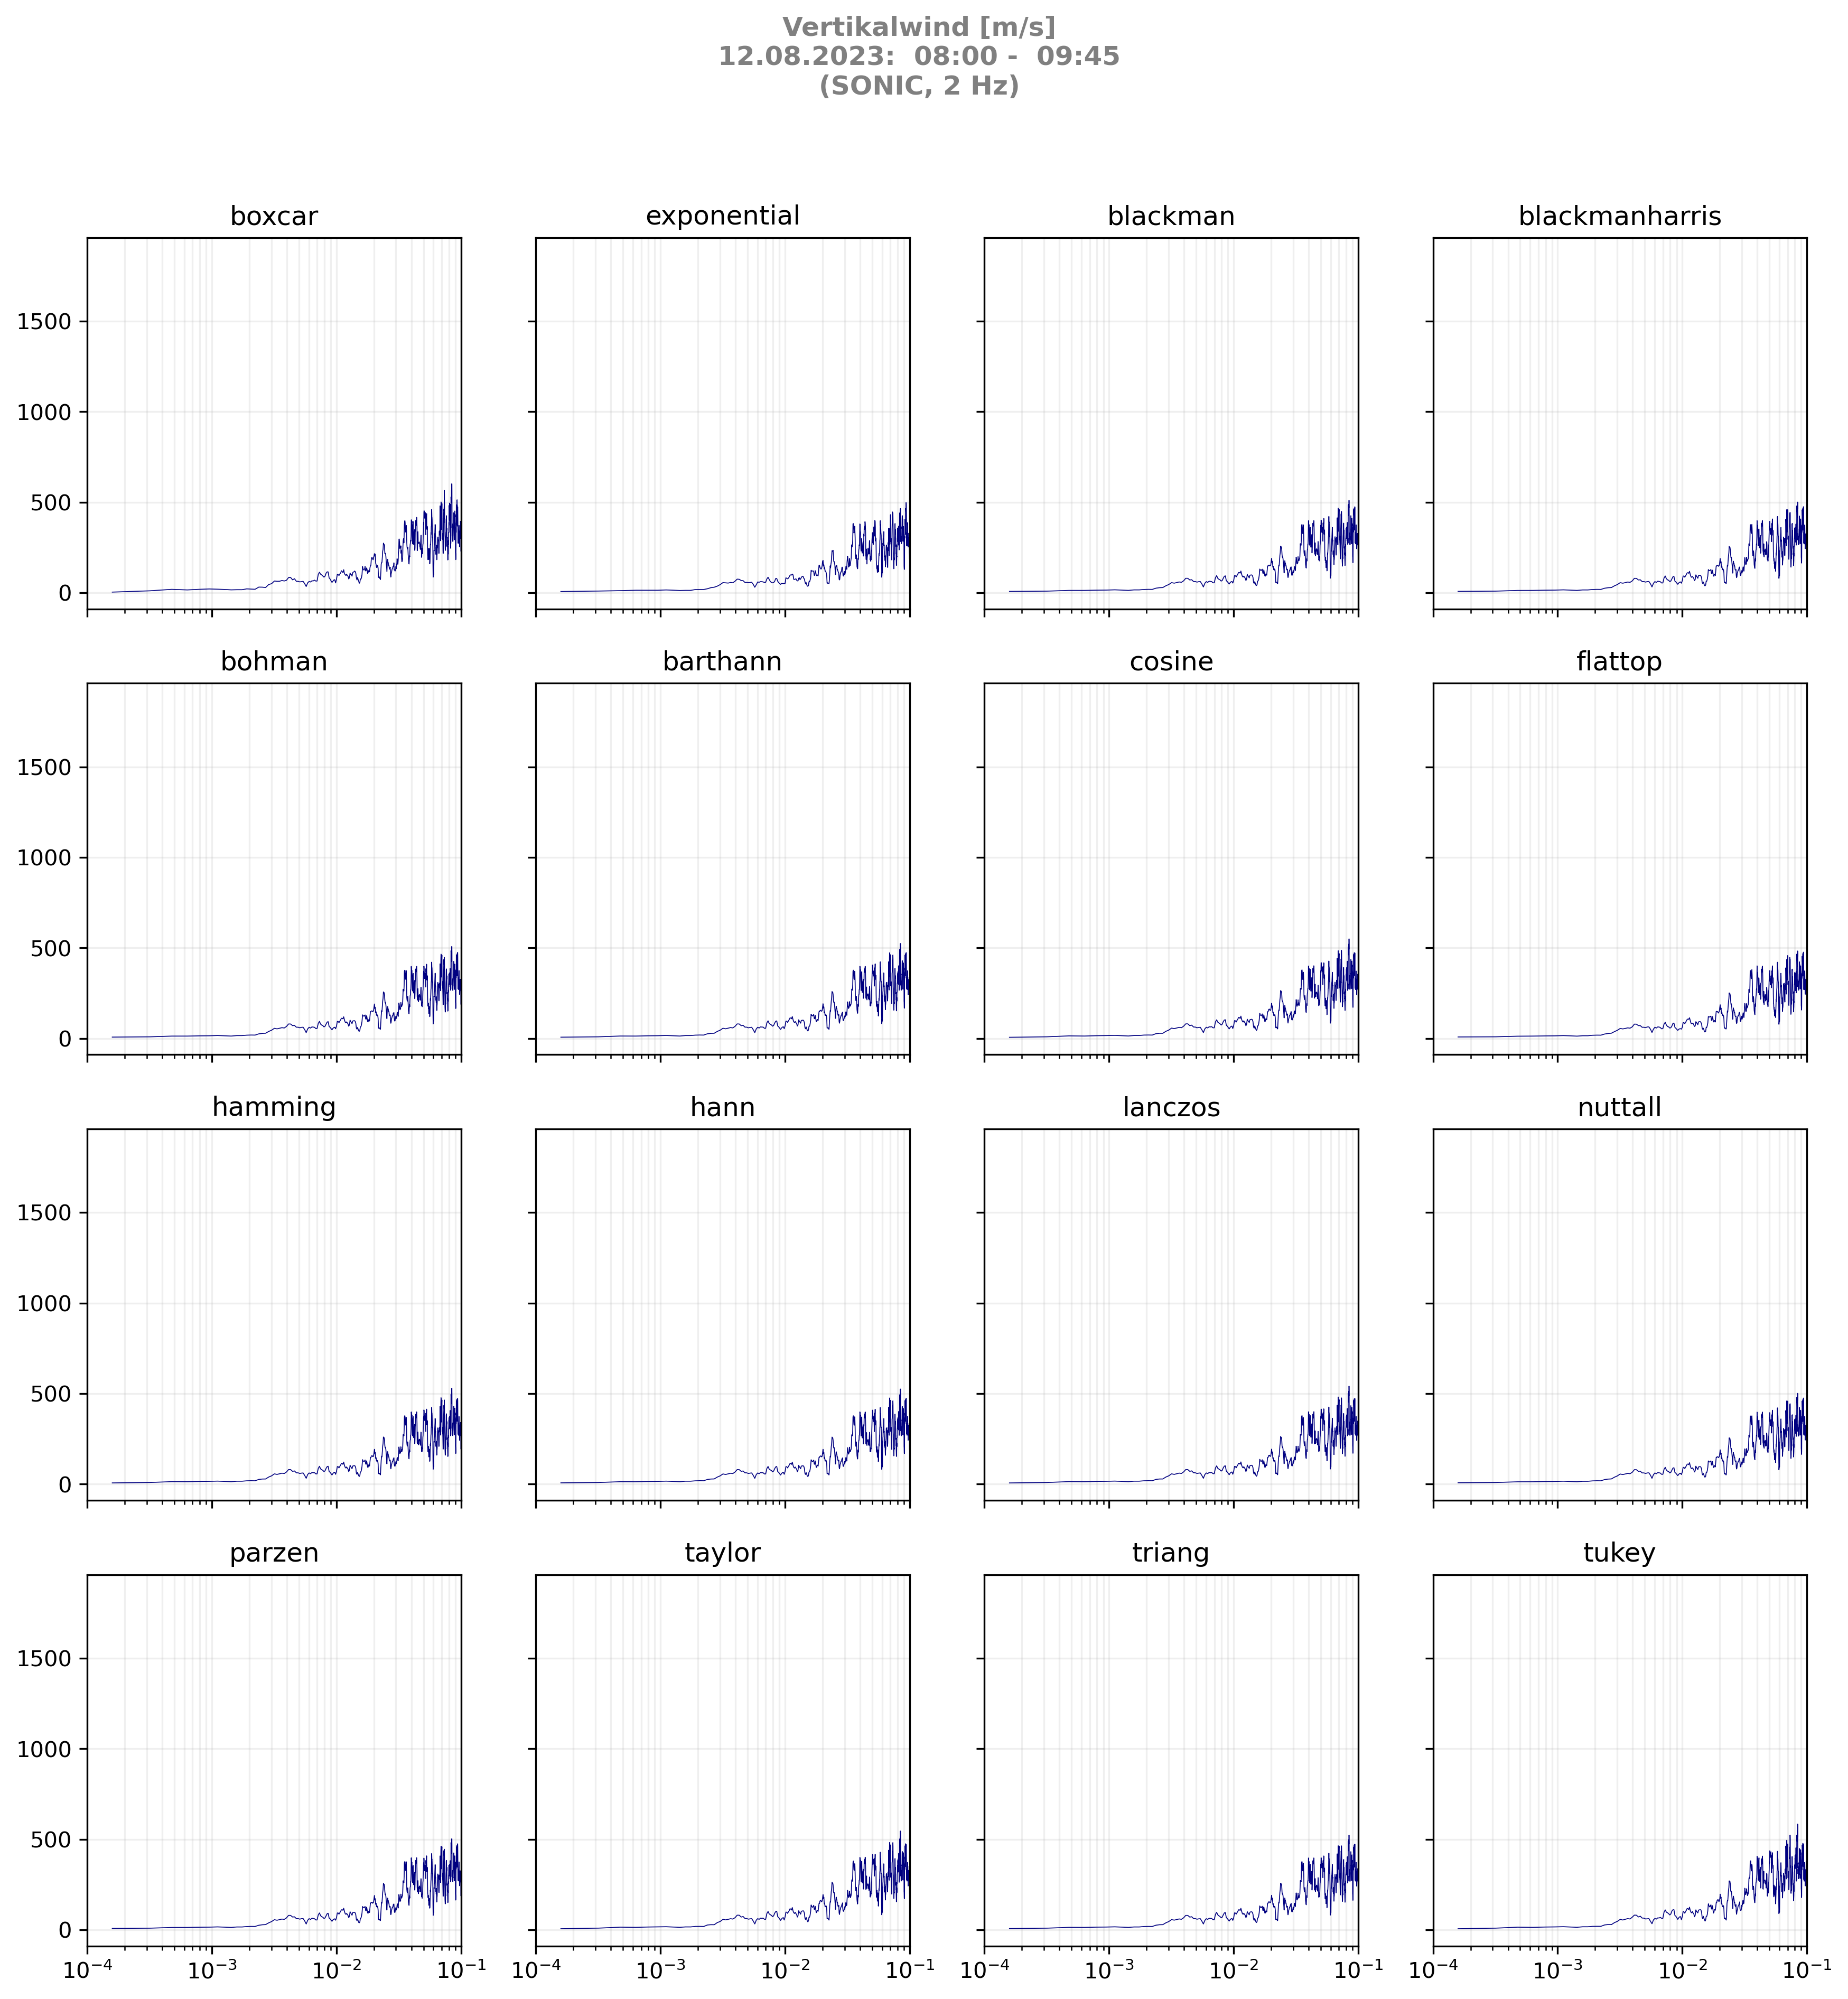 Vertikalwind [m/s]
12.08.2023:  08:00 -  09:45
(SONIC, 2 Hz)
boxcar
exponential
blackman
blackmanharris
1500
1000
500
0
bohman
barthann
cosine
flattop
1500
1000
500
0
hamming
hann
lanczos
nuttall
1500
1000
500
0
parzen
taylor
triang
tukey
1500
1000
500
0
10⁻⁴ 10⁻³ 10⁻² 10⁻¹
10⁻⁴ 10⁻³ 10⁻² 10⁻¹
10⁻⁴ 10⁻³ 10⁻² 10⁻¹
10⁻⁴ 10⁻³ 10⁻² 10⁻¹